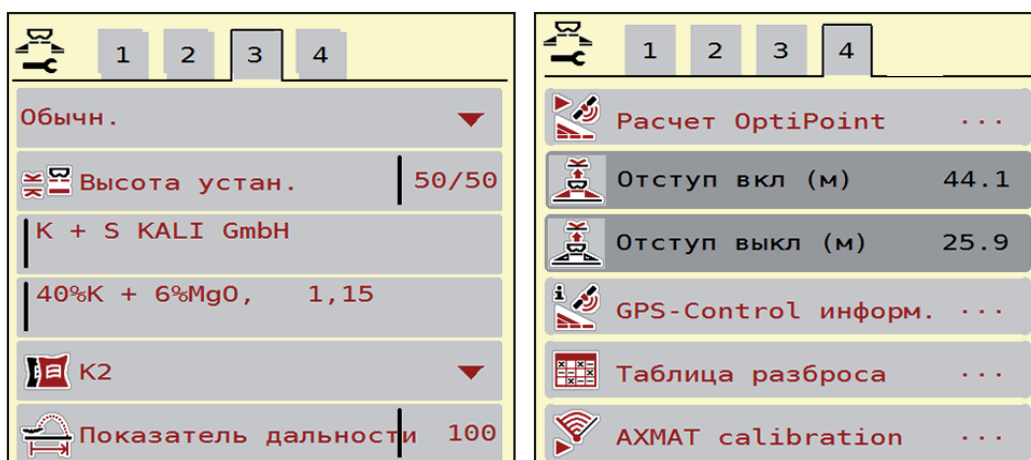 1 2 3 4
Обычн.
Высота устан. 50/50
K + S KALI GmbH
40%K + 6%MgO, 1,15
K2
Показатель дальности 100
1 2 3 4
Расчет OptiPoint ...
Отступ вкл (м) 44.1
Отступ выкл (м) 25.9
GPS-Control информ. ...
Таблица разброса ...
AXMAT calibration ...